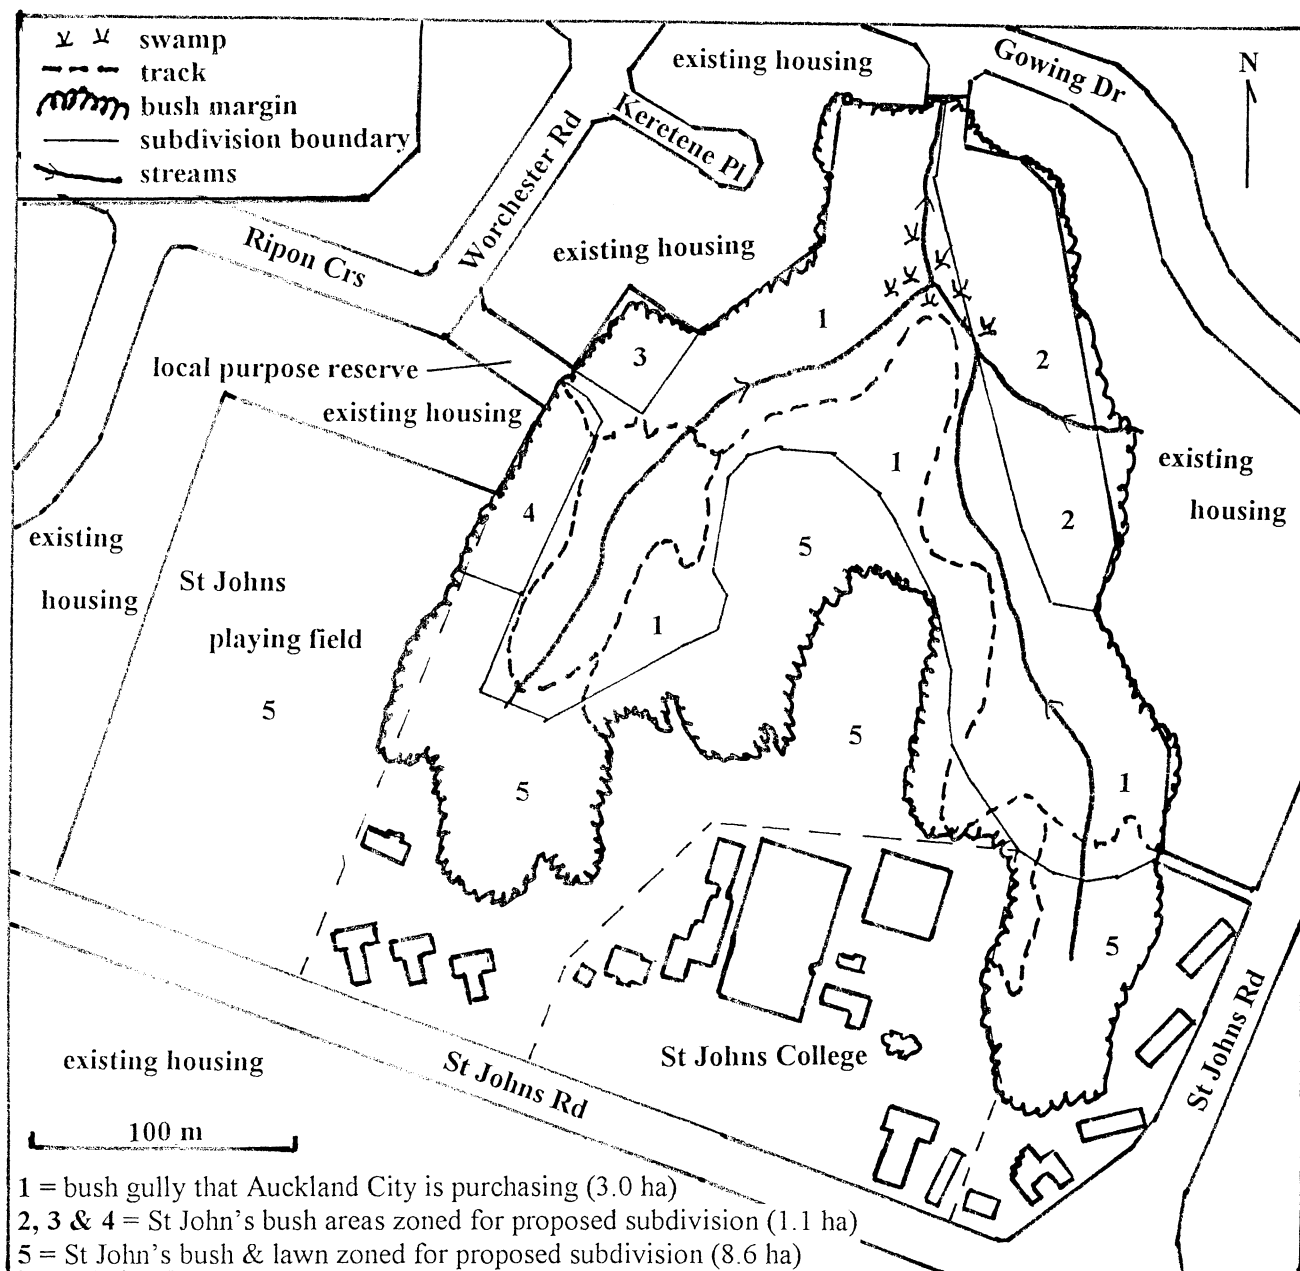 swamp
track
bush margin
subdivision boundary
streams
existing housing
Gowing Dr
N
Keretene Pl
Worchester Rd
Ripon Crs
existing housing
1
3
2
local purpose reserve
existing housing
1
existing
housing
4
2
existing
housing
5
St Johns
playing field
1
5
5
5
1
5
St Johns College
St Johns Rd
St Johns Rd
existing housing
100 m
1 = bush gully that Auckland City is purchasing (3.0 ha)
2, 3 & 4 = St John's bush areas zoned for proposed subdivision (1.1 ha)
5 = St John's bush & lawn zoned for proposed subdivision (8.6 ha)